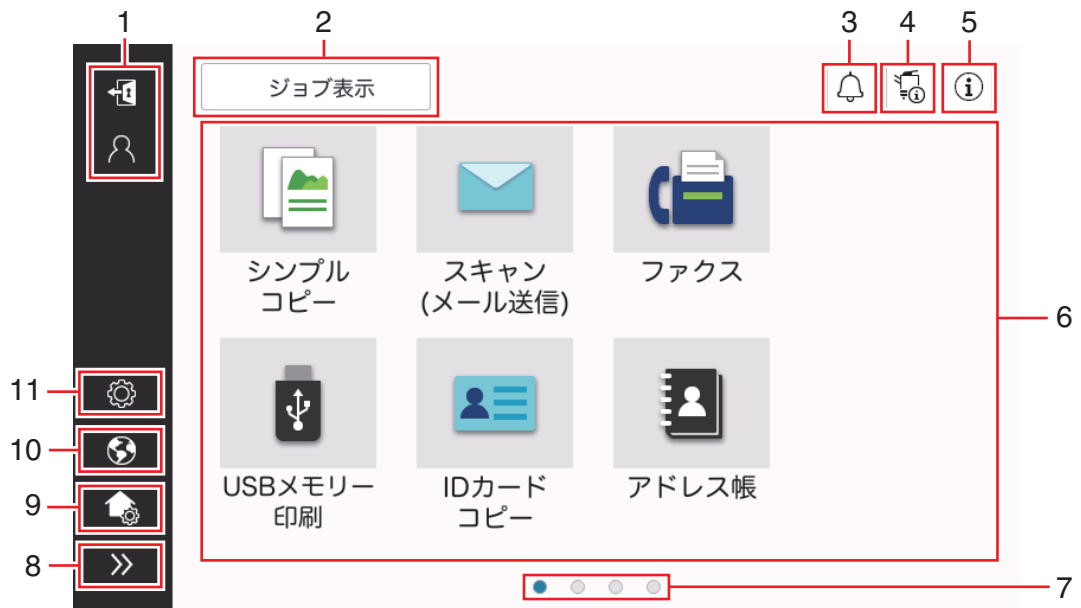 1
2
3
4
5
ジョブ表示
シンプル
コピー
スキャン
(メール送信)
ファクス
6
USBメモリー
印刷
IDカード
コピー
アドレス帳
11
10
9
8
7